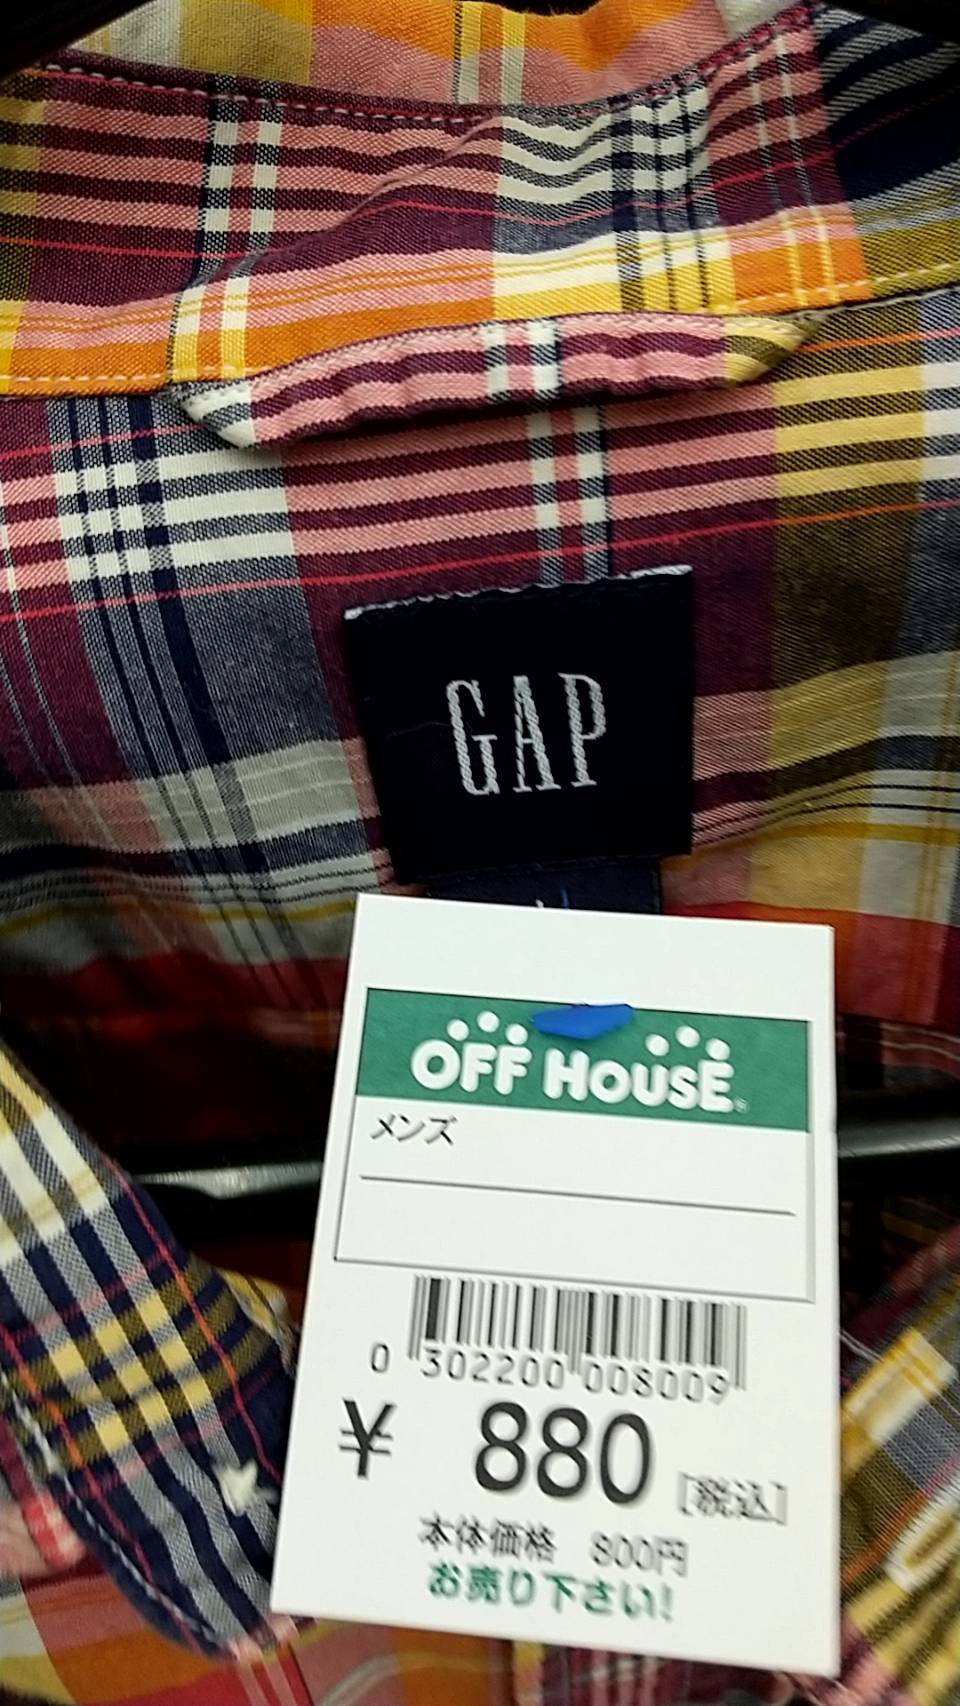 GAP
OFF HOUSE
メンズ
0 302200 008009
¥ 880 [税込]
本体価格 800円
お売り下さい!